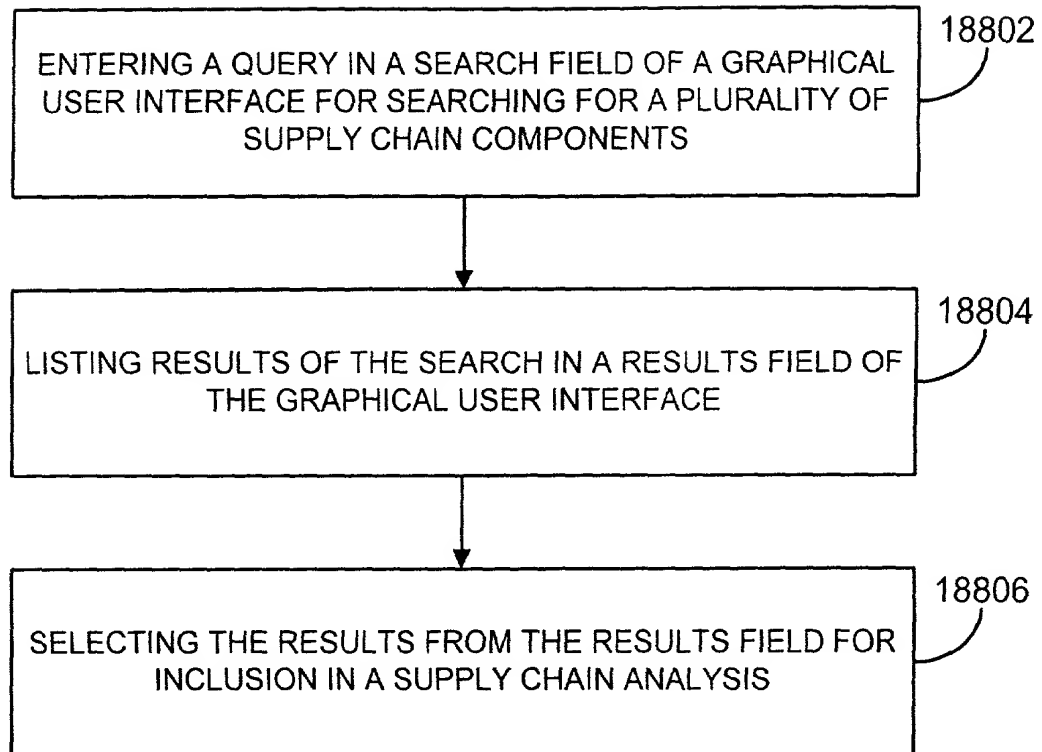 18802
ENTERING A QUERY IN A SEARCH FIELD OF A GRAPHICAL
USER INTERFACE FOR SEARCHING FOR A PLURALITY OF
SUPPLY CHAIN COMPONENTS
18804
LISTING RESULTS OF THE SEARCH IN A RESULTS FIELD OF
THE GRAPHICAL USER INTERFACE
18806
SELECTING THE RESULTS FROM THE RESULTS FIELD FOR
INCLUSION IN A SUPPLY CHAIN ANALYSIS